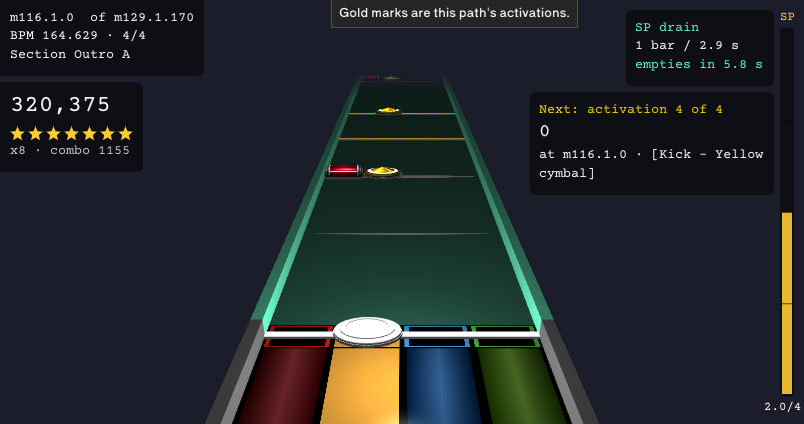 Gold marks are this path's activations.
m116.1.0 of m129.1.170
BPM 164.629 · 4/4
Section Outro A
320,375
x8 · combo 1155
SP drain
1 bar / 2.9 s
empties in 5.8 s
Next: activation 4 of 4
0
at m116.1.0 · [Kick - Yellow
cymbal]
SP
2.0/4